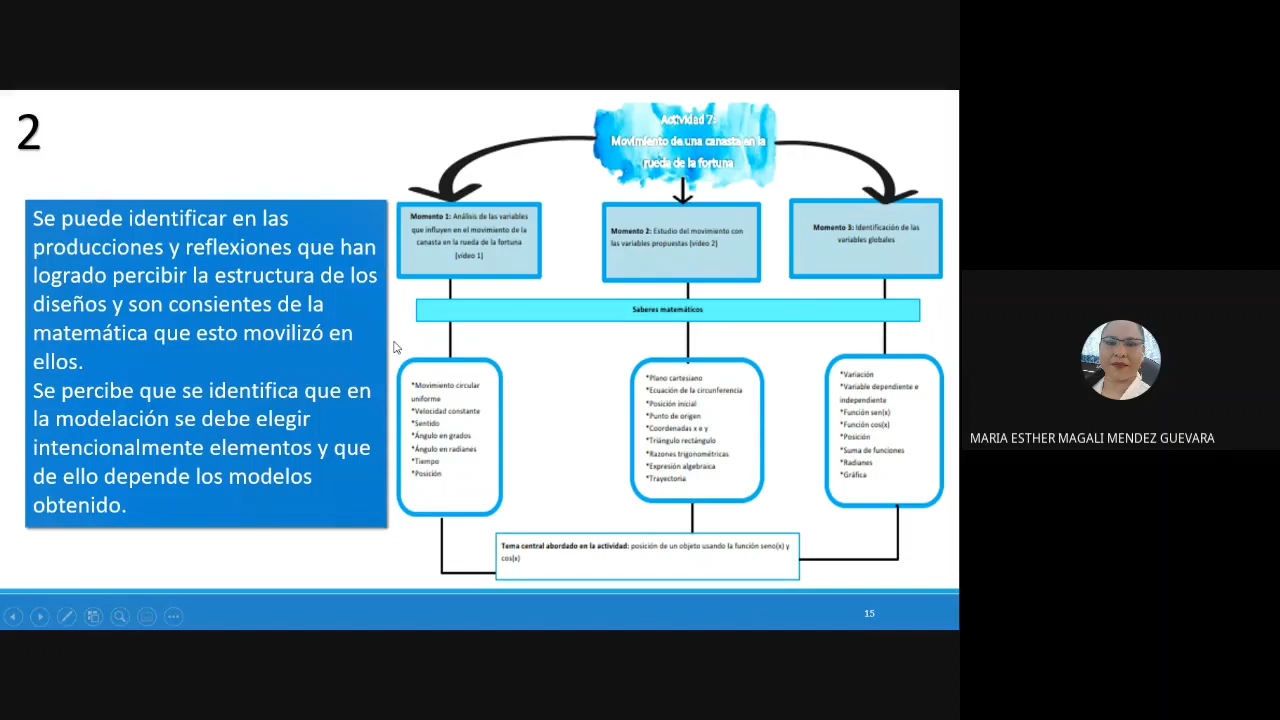 2
Se puede identificar en las
producciones y reflexiones que han
logrado percibir la estructura de los
diseños y son consientes de la
matemática que esto movilizó en
ellos.
Se percibe que se identifica que en
la modelación se debe elegir
intencionalmente elementos y que
de ello depende los modelos
obtenido.
Actividad 7:
Movimiento de una canasta en la
rueda de la fortuna
Momento 1: Análisis de las variables
que influyen en el movimiento de la
canasta en la rueda de la fortuna
(vídeo 1)
Momento 2: Estudio del movimiento con
las variables propuestas (vídeo 2)
Momento 3: Identificación de las
variables globales
Saberes matemáticos
*Movimiento circular
uniforme
*Velocidad constante
*Sentido
*Ángulo en grados
*Ángulo en radianes
*Tiempo
*Posición
*Plano cartesiano
*Ecuación de la circunferencia
*Posición inicial
*Punto de origen
*Coordenadas x e y
*Triángulo rectángulo
*Razones trigonométricas
*Expresión algebraica
*Trayectoria
*Variación
*Variable dependiente e
independiente
*Función sen(x)
*Función cos(x)
*Posición
*Suma de funciones
*Radianes
*Gráfica
Tema central abordado en la actividad: posición de un objeto usando la función seno(x) y
cos(x)
15
MARIA ESTHER MAGALI MENDEZ GUEVARA